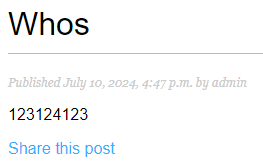 Whos
Published July 10, 2024, 4:47 p.m. by admin
123124123
Share this post